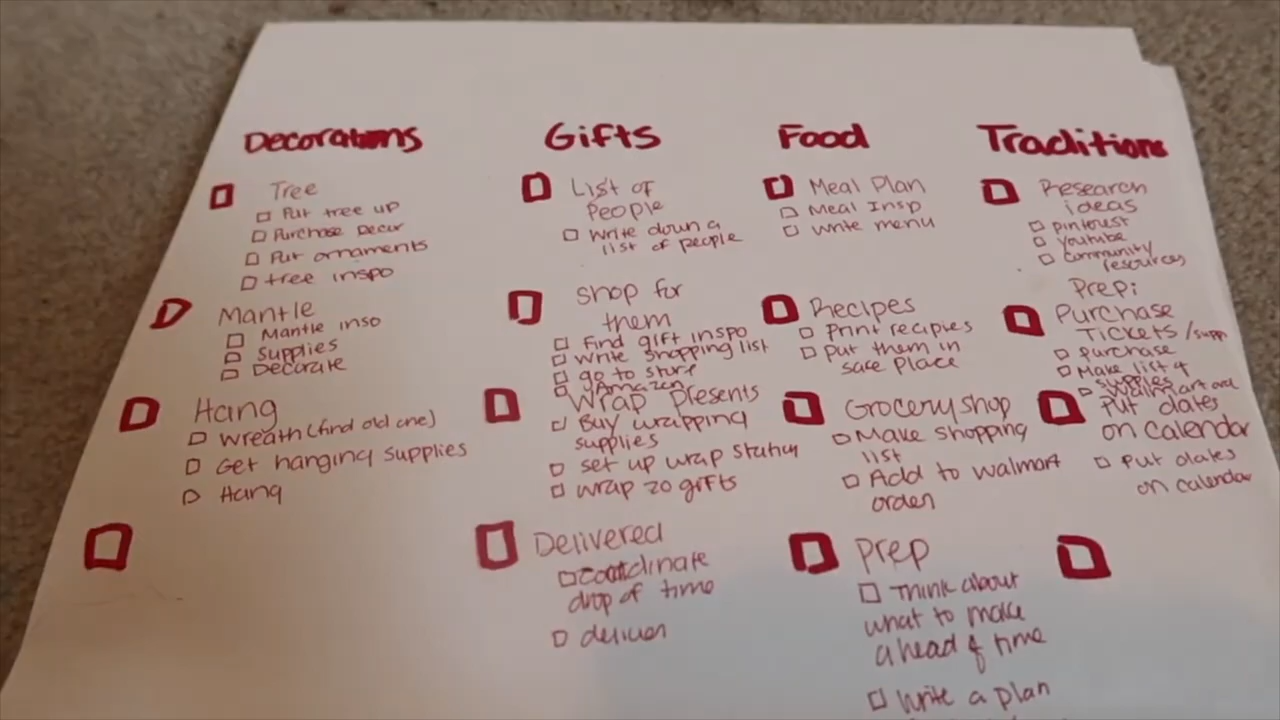 Decorations
Tree
Put tree up
Purchase Decor
Put ornaments
tree inspo
Mantle
Mantle inso
Supplies
Decorate
Hang
Wreath (find old one)
Get hanging supplies
Hang
Gifts
List of
People
Write down a
list of people
Shop for
them
Find gift inspo
Write shopping list
go to store
Amazon
Wrap Presents
Buy wrapping
supplies
set up wrap station
Wrap 20 gifts
Delivered
coordinate
drop of time
deliver
Food
Meal Plan
Meal Insp
Write menu
Recipes
Print recipies
Put them in
safe Place
Grocery shop
Make shopping
list
Add to Walmart
order
Prep
Think about
what to make
ahead of time
Write a plan
Traditions
Research
ideas
pinterest
Youtube
community
resources
Prep:
Purchase
Tickets/supp
Purchase
Make list of
supplies
Walmart
Put dates
on calendar
Put dates
on calendar